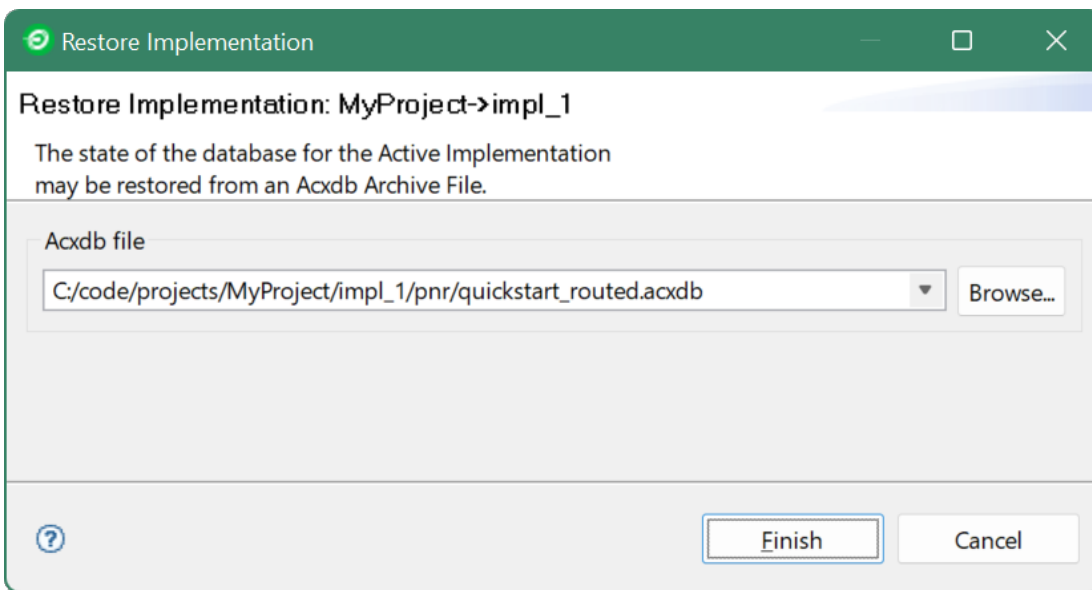 Restore Implementation
Restore Implementation: MyProject->impl_1
The state of the database for the Active Implementation
may be restored from an Acxdb Archive File.
Acxdb file
C:/code/projects/MyProject/impl_1/pnr/quickstart_routed.acxdb
Browse...
?
Finish
Cancel